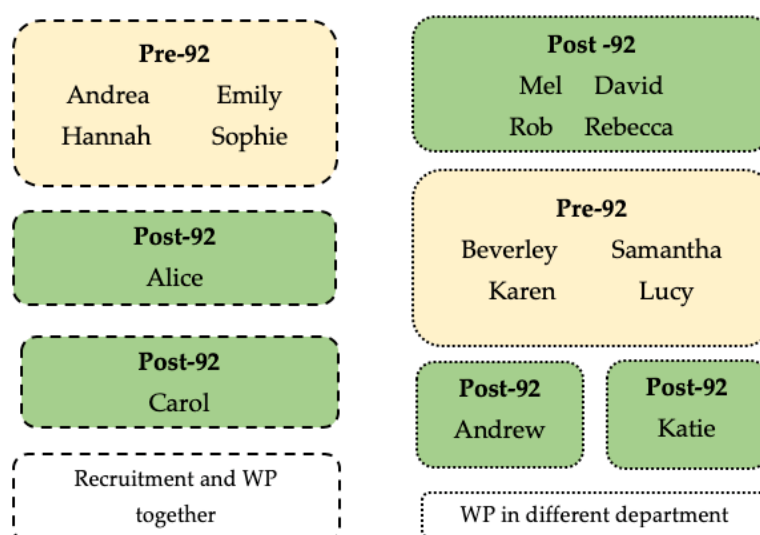 Pre-92
Andrea Emily
Hannah Sophie
Post-92
Alice
Post-92
Carol
Recruitment and WP
together
Post -92
Mel David
Rob Rebecca
Pre-92
Beverley Samantha
Karen Lucy
Post-92
Andrew
Post-92
Katie
WP in different department